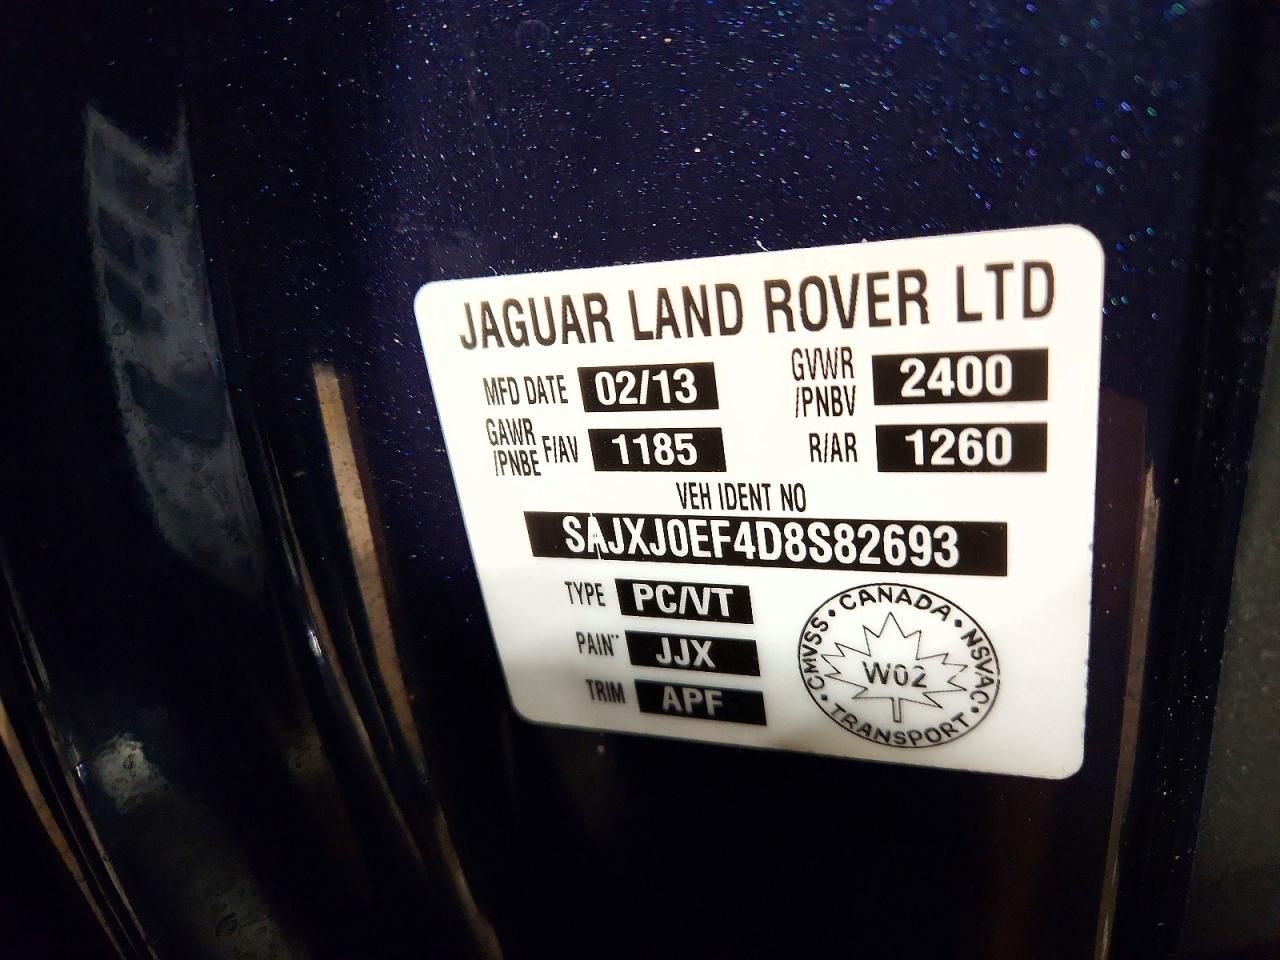 JAGUAR LAND ROVER LTD
MFD DATE 02/13 GVWR /PNBV 2400
GAWR /PNBE F/AV 1185 R/AR 1260
VEH IDENT NO
SAJXJ0EF4D8S82693
TYPE PC/VT
PAINT JJX
TRIM APF
CANADA • NSVAC • TRANSPORT • CMVSS •
W02